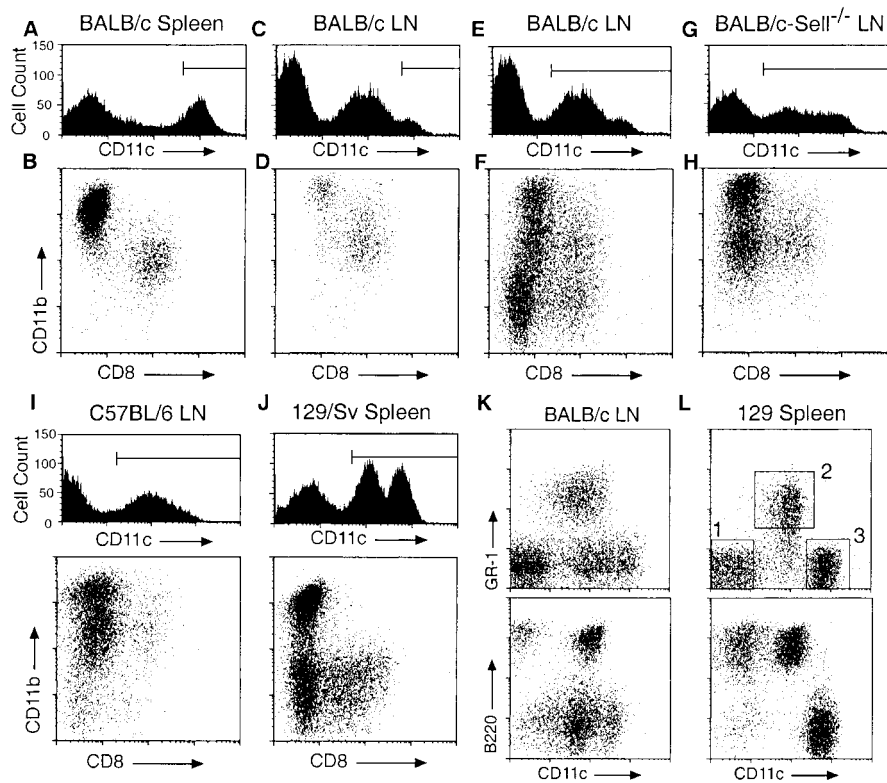 A BALB/c Spleen
C BALB/c LN
E BALB/c LN
G BALB/c-Sell-/- LN
Cell Count
150
100
50
0
CD11c
CD11c
CD11c
CD11c
B
D
F
H
CD11b
CD8
CD8
CD8
CD8
I C57BL/6 LN
J 129/Sv Spleen
K BALB/c LN
L 129 Spleen
Cell Count
150
100
50
0
CD11c
CD11c
GR-1
1
2
3
CD11b
B220
CD8
CD8
CD11c
CD11c